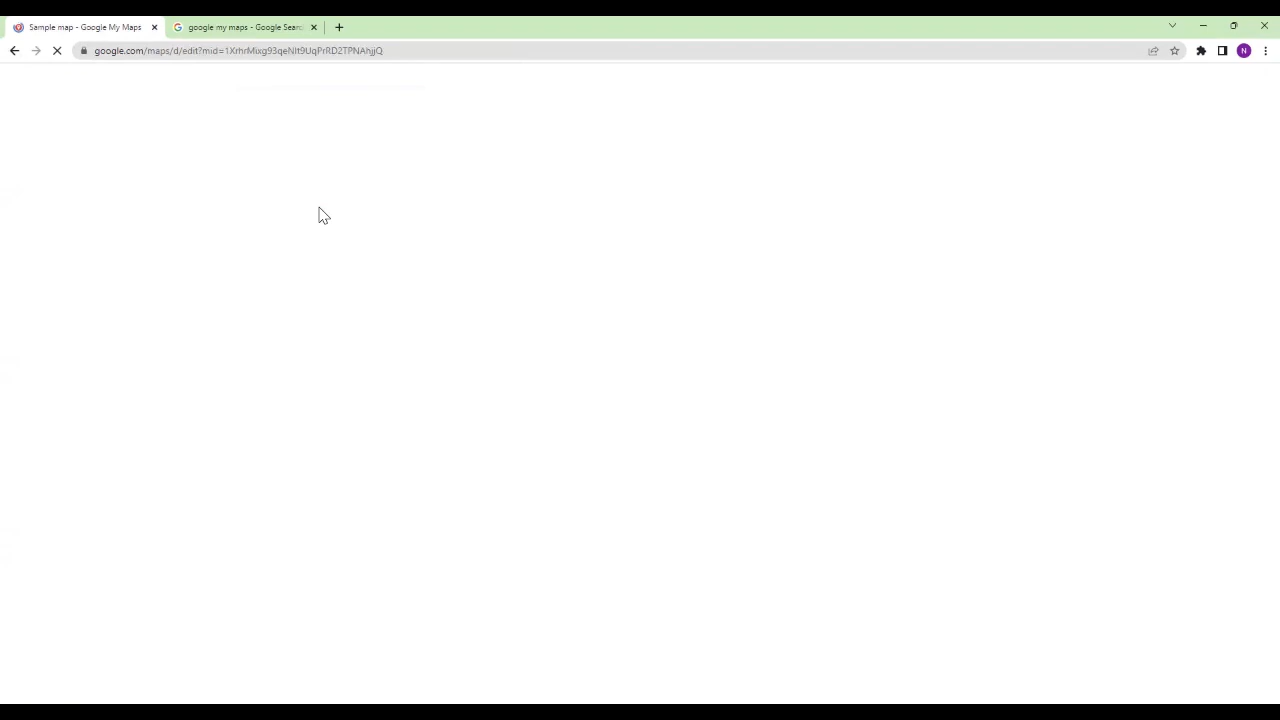 Sample map - Google My Maps
google my maps - Google Searc
google.com/maps/d/edit?mid=1XrhrMixg93qeNIt9UqPrRD2TPNAhjjQ
N